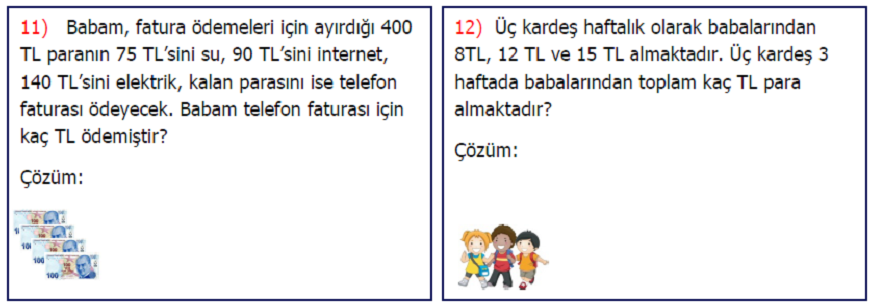 11) Babam, fatura ödemeleri için ayırdığı 400
TL paranın 75 TL’sini su, 90 TL’sini internet,
140 TL’sini elektrik, kalan parasını ise telefon
faturası ödeyecek. Babam telefon faturası için
kaç TL ödemiştir?
Çözüm:
100
12) Üç kardeş haftalık olarak babalarından
8TL, 12 TL ve 15 TL almaktadır. Üç kardeş 3
haftada babalarından toplam kaç TL para
almaktadır?
Çözüm: